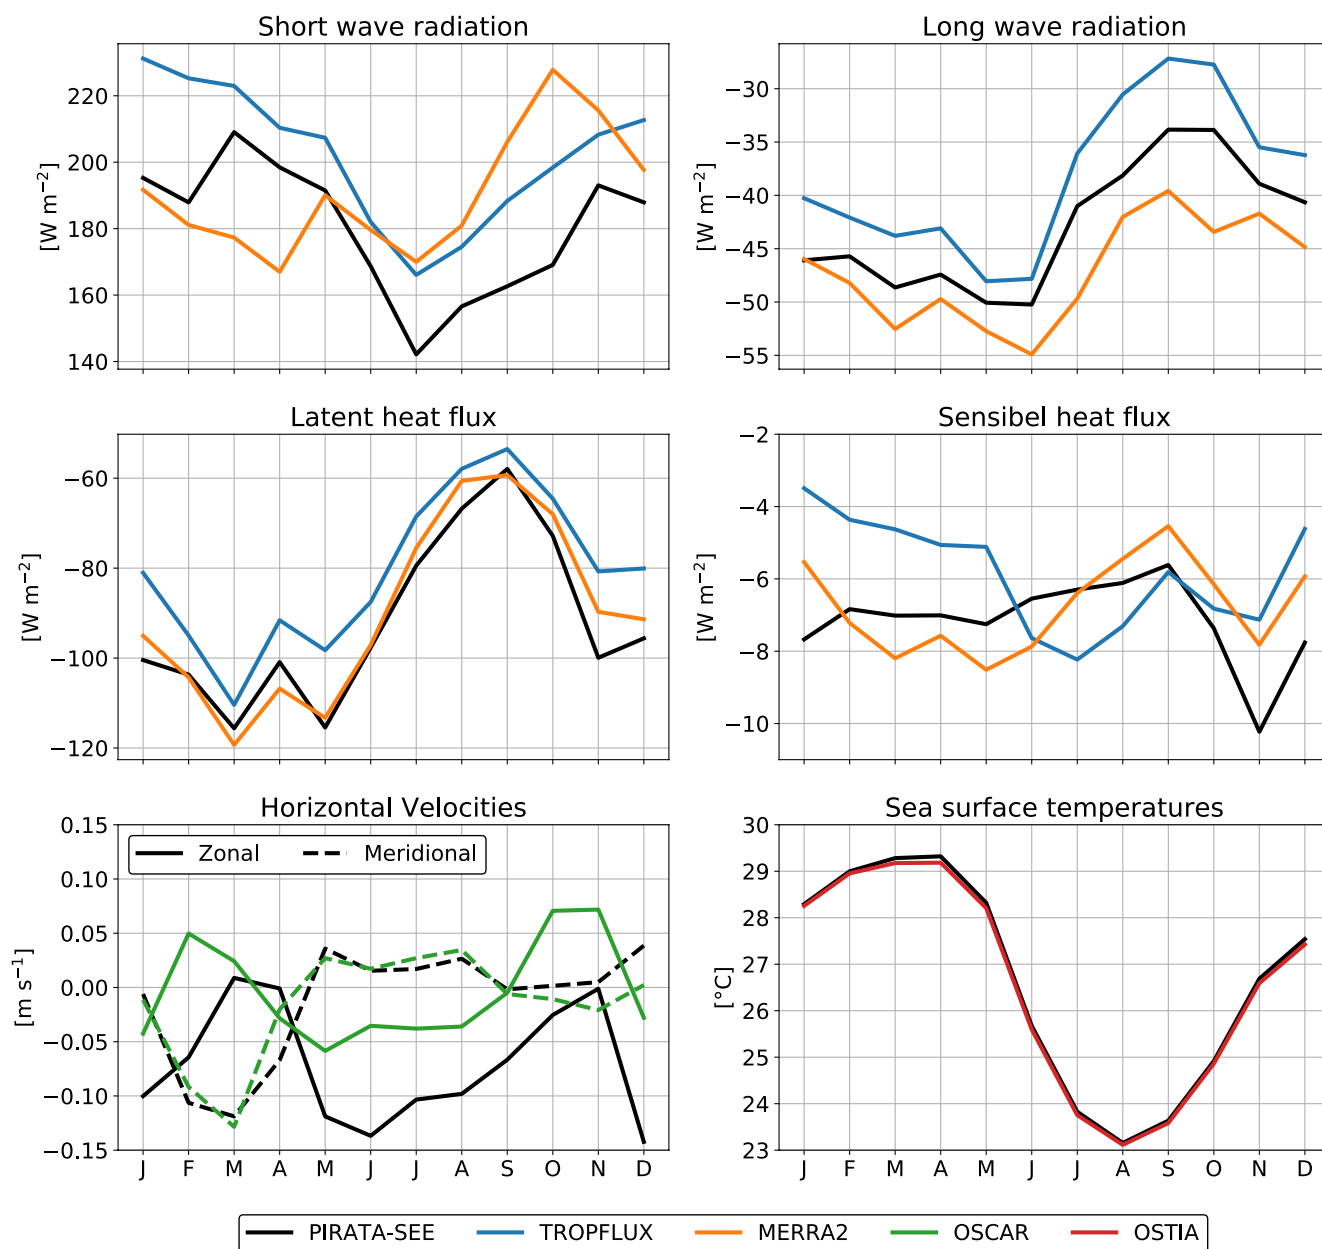 Short wave radiation
Long wave radiation
[W m−2]
220
200
180
160
140
[W m−2]
−30
−35
−40
−45
−50
−55
Latent heat flux
Sensibel heat flux
[W m−2]
−60
−80
−100
−120
[W m−2]
−2
−4
−6
−8
−10
Horizontal Velocities
Sea surface temperatures
Zonal Meridional
[m s−1]
0.15
0.10
0.05
0.00
−0.05
−0.10
−0.15
J F M A M J J A S O N D
[°C]
30
29
28
27
26
25
24
23
J F M A M J J A S O N D
PIRATA-SEE TROPFLUX MERRA2 OSCAR OSTIA